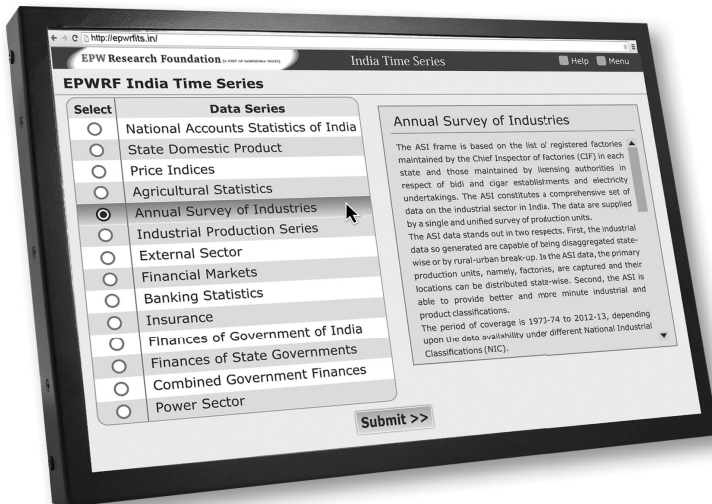 http://epwrfits.in/
EPW Research Foundation (A UNIT OF SAMEEKSHA TRUST)
India Time Series
Help
Menu
EPWRF India Time Series
Select
Data Series
National Accounts Statistics of India
State Domestic Product
Price Indices
Agricultural Statistics
Annual Survey of Industries
Industrial Production Series
External Sector
Financial Markets
Banking Statistics
Insurance
Finances of Government of India
Finances of State Governments
Combined Government Finances
Power Sector
Annual Survey of Industries
The ASI frame is based on the list of registered factories
maintained by the Chief Inspector of factories (CIF) in each
state and those maintained by licensing authorities in
respect of bidi and cigar establishments and electricity
undertakings. The ASI constitutes a comprehensive set of
data on the industrial sector in India. The data are supplied
by a single and unified survey of production units.
The ASI data stands out in two respects. First, the industrial
data so generated are capable of being disaggregated state-
wise or by rural-urban break-up. In the ASI data, the primary
production units, namely, factories, are captured and their
locations can be distributed state-wise. Second, the ASI is
able to provide better and more minute industrial and
product classifications.
The period of coverage is 1973-74 to 2012-13, depending
upon the data availability under different National Industrial
Classifications (NIC).
Submit >>